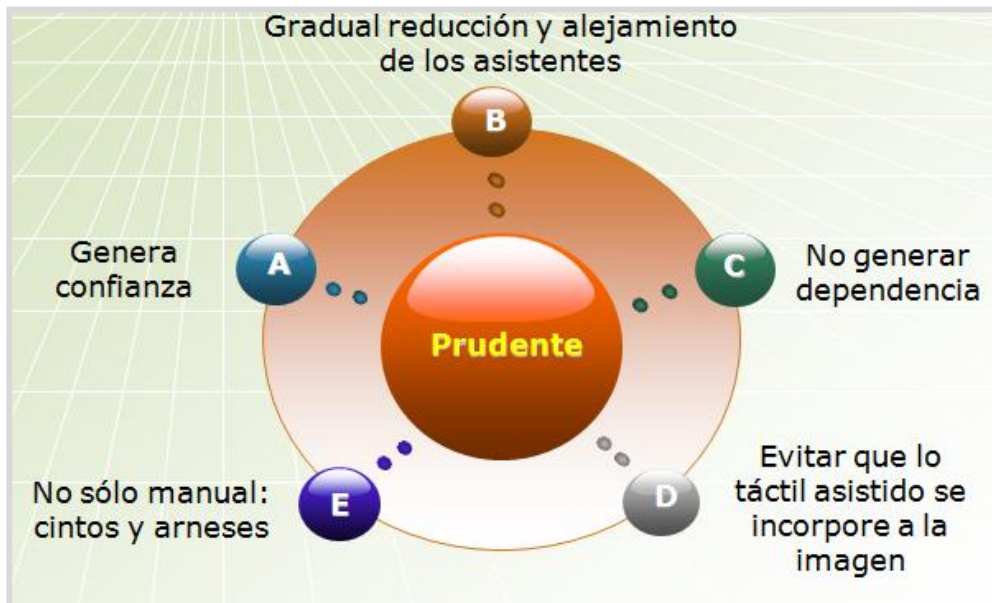 Gradual reducción y alejamiento
de los asistentes
B
A
Genera
confianza
C
No generar
dependencia
Prudente
E
No sólo manual:
cintos y arneses
D
Evitar que lo
táctil asistido se
incorpore a la
imagen